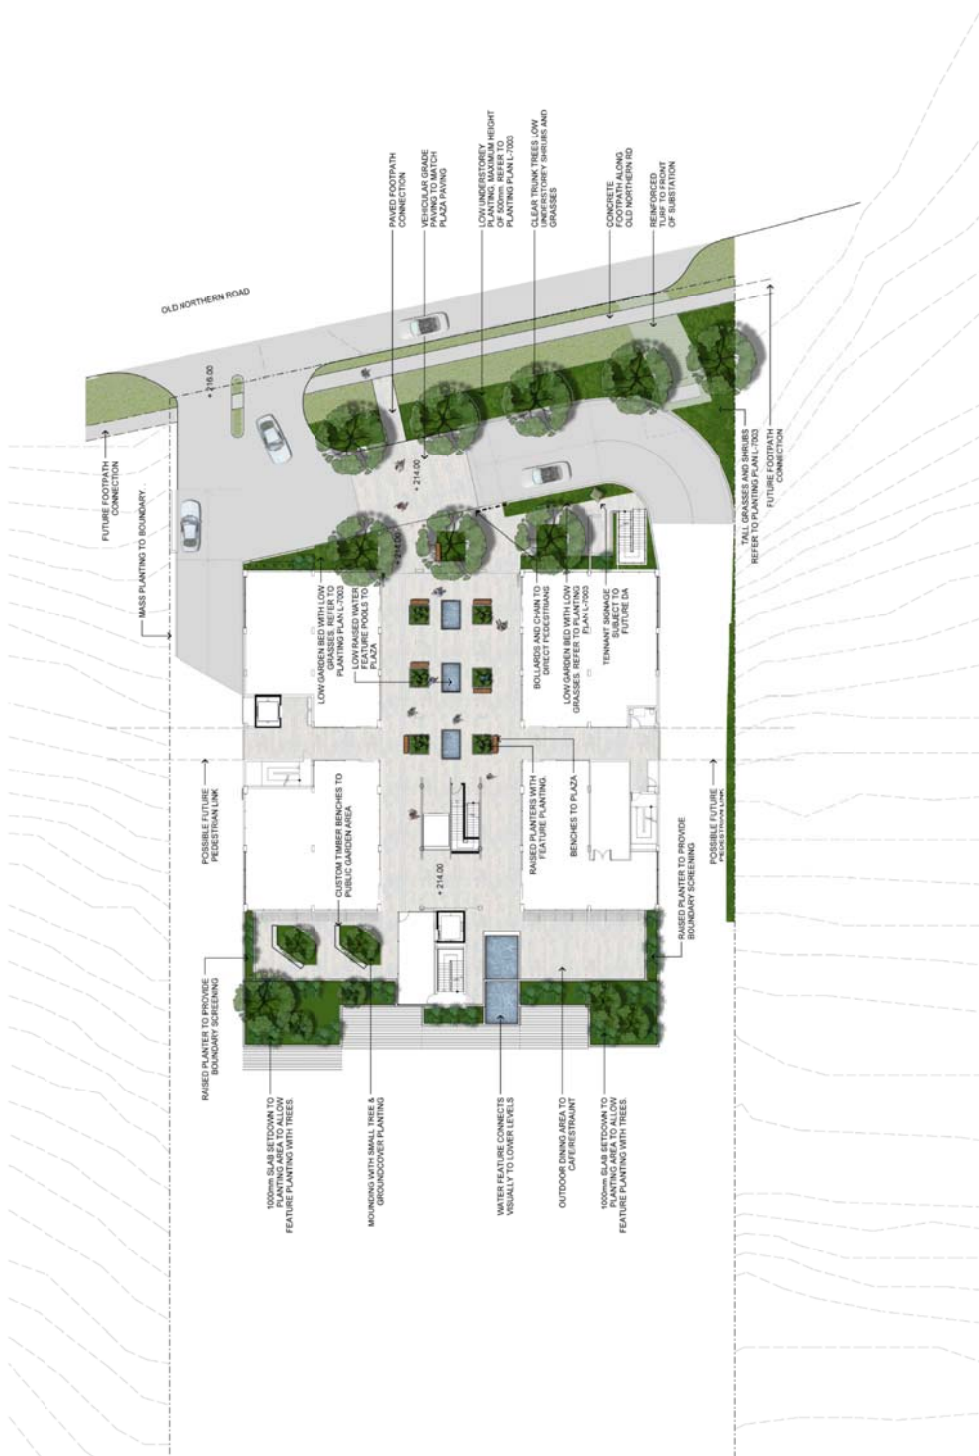 PAVED FOOTPATH
CONNECTION
VEHICULAR GRADE
PAVING TO MATCH
PLAZA PAVING
LOW UNDERSTOREY
PLANTING, MAXIMUM HEIGHT
OF 500mm. REFER TO
PLANTING PLAN L-7003
CLEAR TRUNK TREES LOW
UNDERSTOREY SHRUBS AND
GRASSES
CONCRETE
FOOTPATH ALONG
OLD NORTHERN RD
REINFORCED
TURF TO FRONT
OF SUBSTATION
OLD NORTHERN ROAD
+ 216.00
+ 214.00
+ 214.00
FUTURE FOOTPATH
CONNECTION
MASS PLANTING TO BOUNDARY
TALL GRASSES AND SHRUBS
REFER TO PLANTING PLAN L-7003
FUTURE FOOTPATH
CONNECTION
LOW GARDEN BED WITH LOW
GRASSES. REFER TO
PLANTING PLAN L-7003
LOW RAISED WATER
FEATURE POOLS TO
PLAZA
BOLLARDS AND CHAIN TO
DIRECT PEDESTRIANS
LOW GARDEN BED WITH LOW
GRASSES. REFER TO PLANTING
PLAN L-7003
TENNANT SIGNAGE
SUBJECT TO
FUTURE DA
POSSIBLE FUTURE
PEDESTRIAN LINK
CUSTOM TIMBER BENCHES TO
PUBLIC GARDEN AREA
+ 214.00
RAISED PLANTERS WITH
FEATURE PLANTING.
BENCHES TO PLAZA
RAISED PLANTER TO PROVIDE
BOUNDARY SCREENING
POSSIBLE FUTURE
PEDESTRIAN LINK
RAISED PLANTER TO PROVIDE
BOUNDARY SCREENING
1000mm SLAB SETDOWN TO
PLANTING AREA TO ALLOW
FEATURE PLANTING WITH TREES.
MOUNDING WITH SMALL TREE &
GROUNDCOVER PLANTING
WATER FEATURE CONNECTS
VISUALLY TO LOWER LEVELS
OUTDOOR DINING AREA TO
CAFE/RESTRAUNT
1000mm SLAB SETDOWN TO
PLANTING AREA TO ALLOW
FEATURE PLANTING WITH TREES.